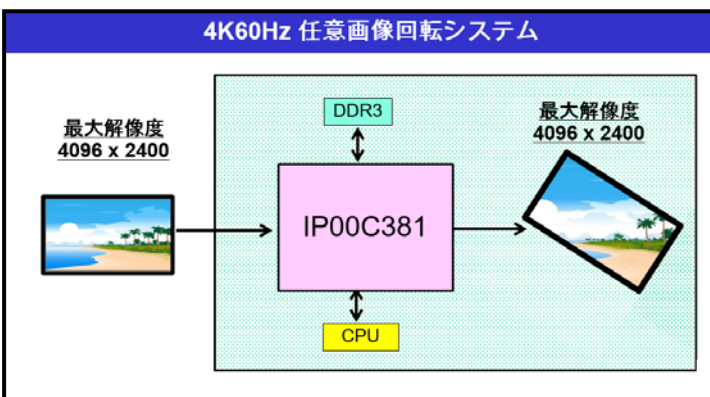 4K60Hz 任意画像回転システム
最大解像度
4096 x 2400
DDR3
最大解像度
4096 x 2400
IP00C381
CPU